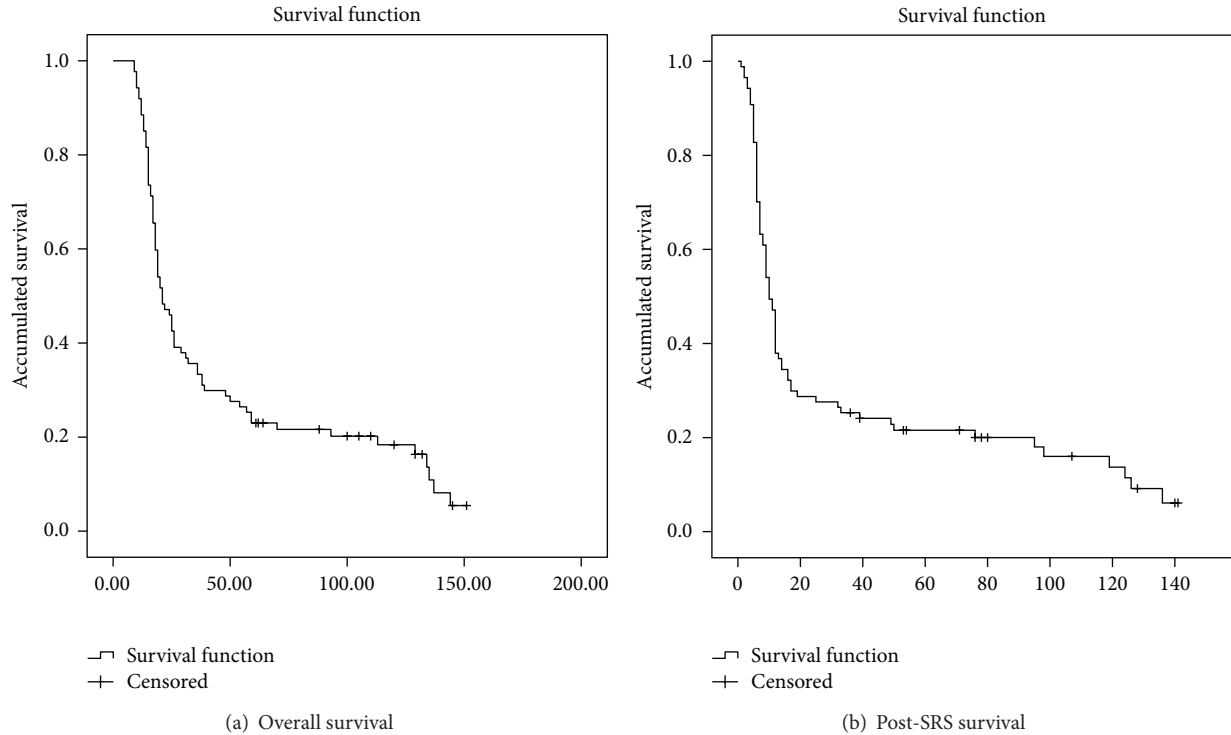 Survival function
1.0
0.8
0.6
0.4
0.2
0.0
Accumulated survival
0.00 50.00 100.00 150.00 200.00
Survival function
Censored
(a) Overall survival
Survival function
1.0
0.8
0.6
0.4
0.2
0.0
Accumulated survival
0 20 40 60 80 100 120 140
Survival function
Censored
(b) Post-SRS survival